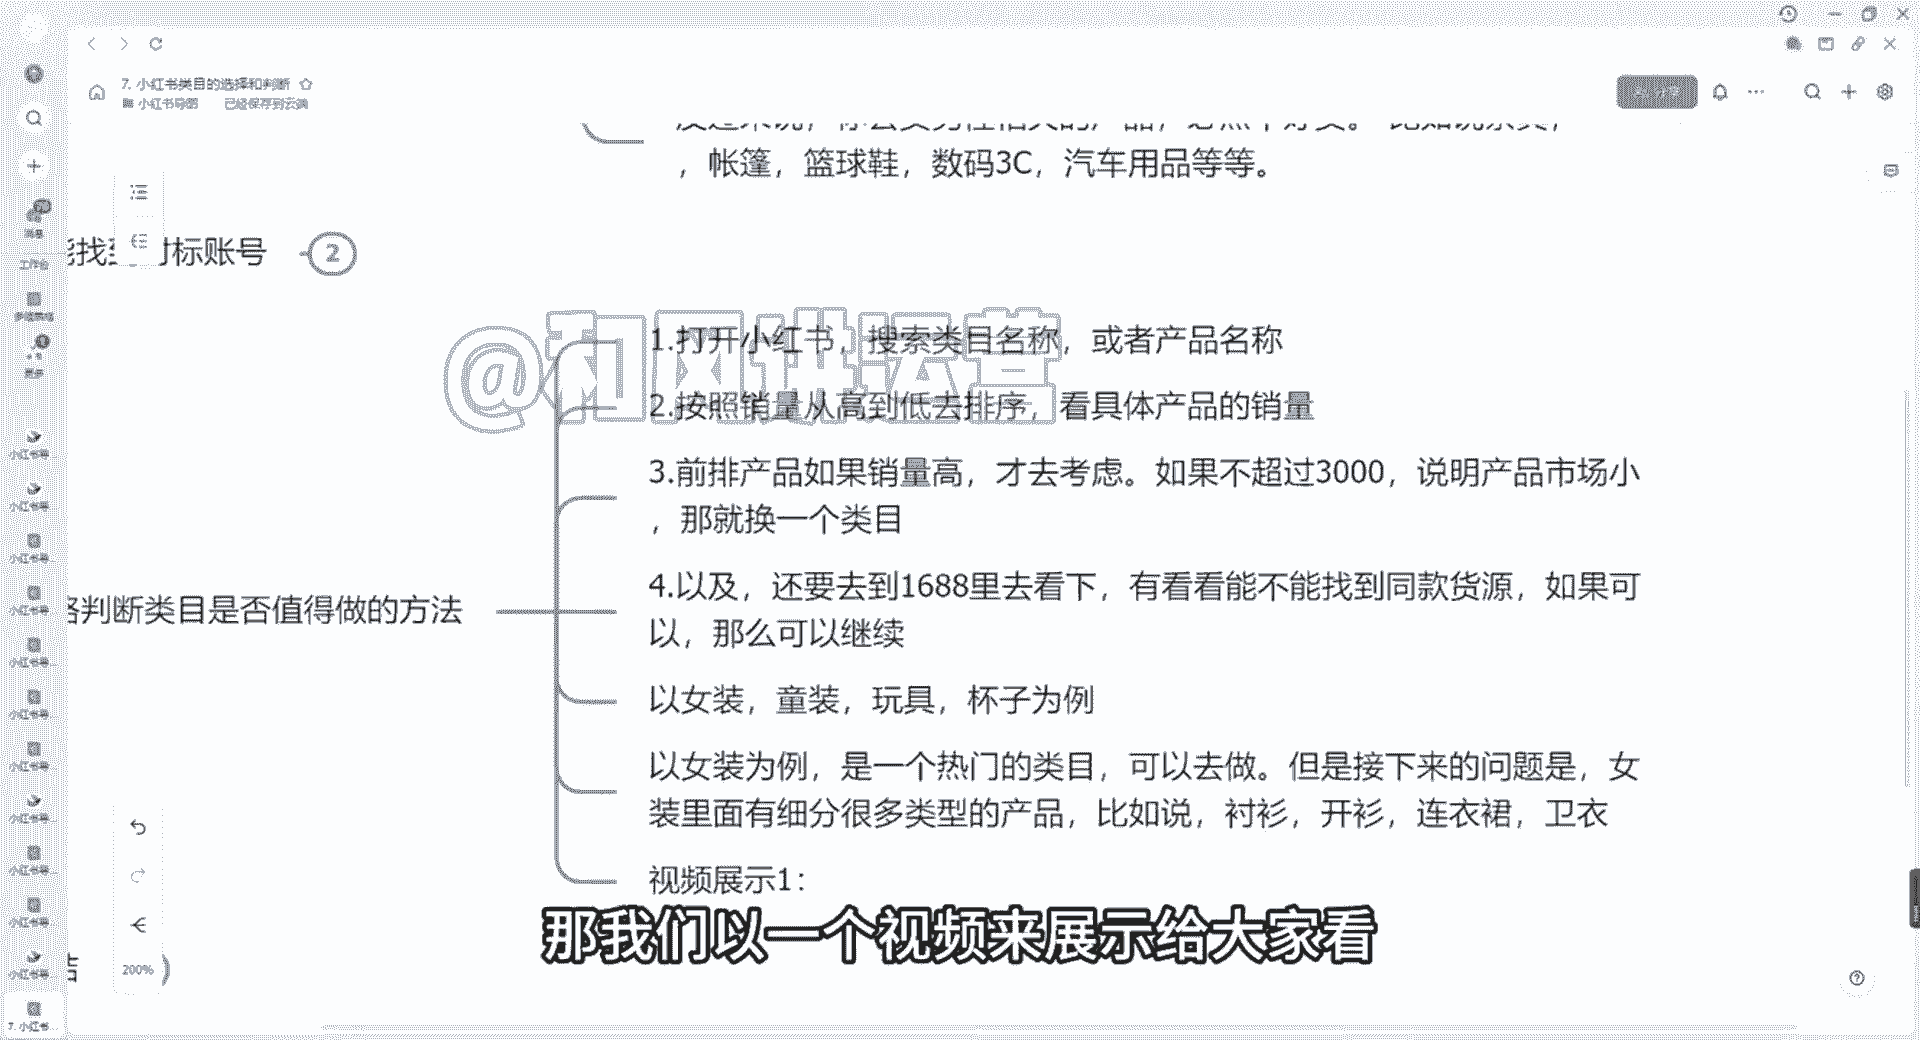 7. 小红书类目的选择和判断
小红书导图 已经保存到云端
，帐篷，篮球鞋，数码3C，汽车用品等等。
标账号
2
@和风讲运营
1.打开小红书，搜索类目名称，或者产品名称
2.按照销量从高到低去排序，看具体产品的销量
3.前排产品如果销量高，才去考虑。如果不超过3000，说明产品市场小
，那就换一个类目
4.以及，还要去到1688里去看下，有看看能不能找到同款货源，如果可
以，那么可以继续
判断类目是否值得做的方法
以女装，童装，玩具，杯子为例
以女装为例，是一个热门的类目，可以去做。但是接下来的问题是，女
装里面有细分很多类型的产品，比如说，衬衫，开衫，连衣裙，卫衣
视频展示1：
那我们以一个视频来展示给大家看
200%
7. 小红书...